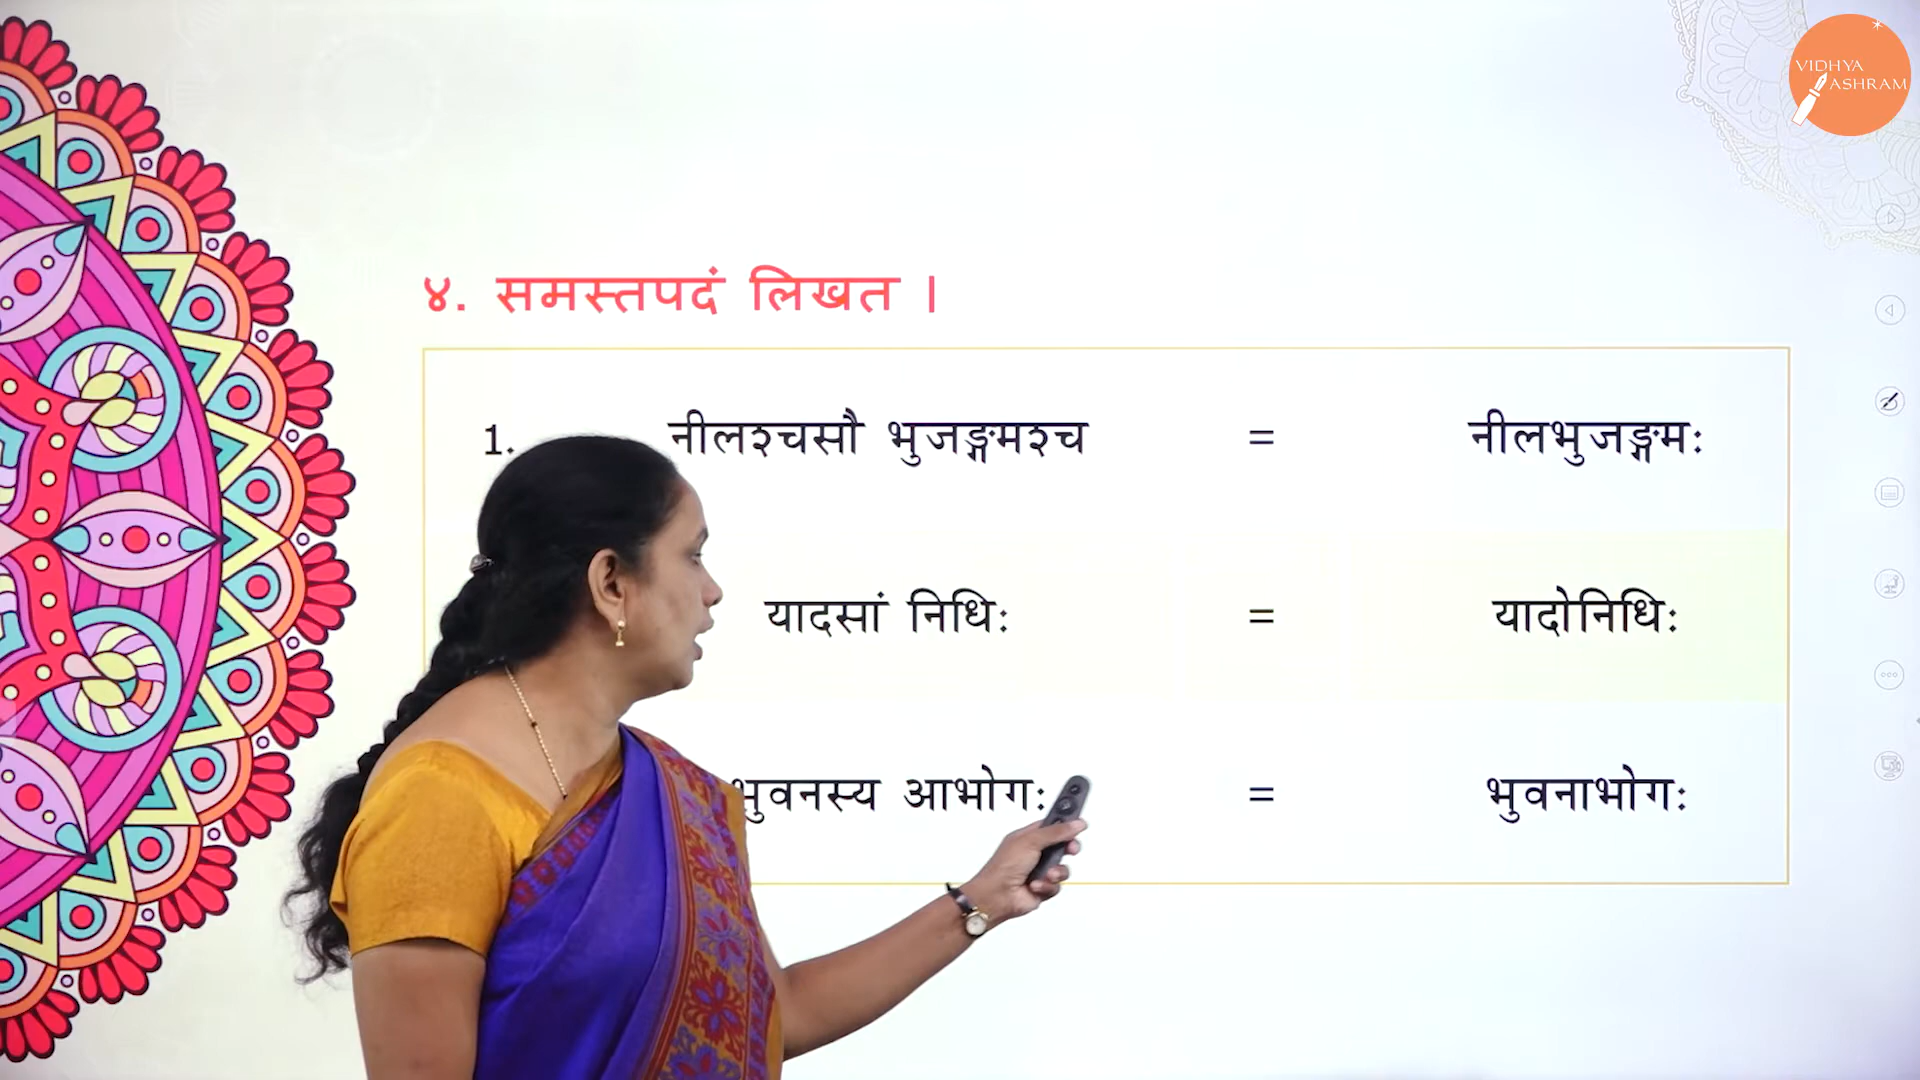 VIDHYA
ASHRAM
४. समस्तपदं लिखत ।
1. नीलश्चसौ भुजङ्गमश्च = नीलभुजङ्गमः
यादसां निधिः = यादोनिधिः
भुवनस्य आभोगः = भुवनाभोगः